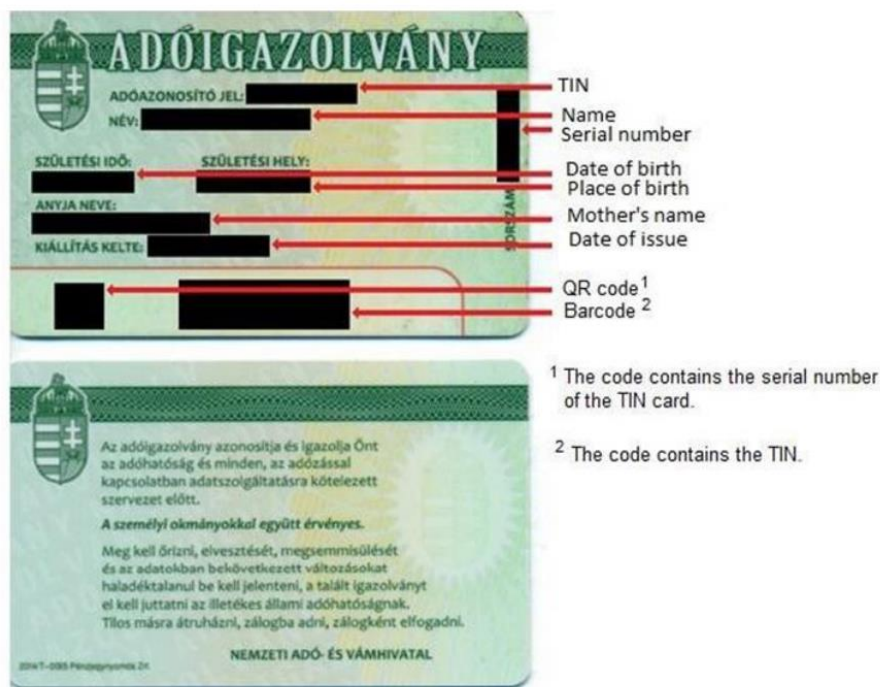 ADÓIGAZOLVÁNY
ADÓAZONOSÍTÓ JEL:
TIN
NÉV:
Name
Serial number
SZÜLETÉSI IDŐ:
SZÜLETÉSI HELY:
Date of birth
Place of birth
ANYJA NEVE:
Mother's name
KIÁLLÍTÁS KELTE:
Date of issue
SORSZÁM
QR code 1
Barcode 2
1 The code contains the serial number
of the TIN card.
2 The code contains the TIN.
Az adóigazolvány azonosítja és igazolja Önt
az adóhatóság és minden, az adózással
kapcsolatban adatszolgáltatásra kötelezett
szervezet előtt.
A személyi okmányokkal együtt érvényes.
Meg kell őrizni, elvesztését, megsemmisülését
és az adatokban bekövetkezett változásokat
haladéktalanul be kell jelenteni, a talált igazolványt
el kell juttatni az illetékes állami adóhatóságnak.
Tilos másra átruházni, zálogba adni, zálogként elfogadni.
NEMZETI ADÓ- ÉS VÁMHIVATAL